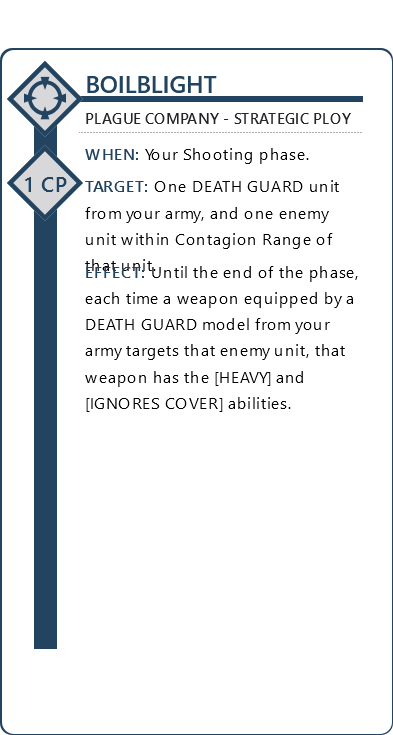 BOILBLIGHT
PLAGUE COMPANY - STRATEGIC PLOY
WHEN: Your Shooting phase.
1 CP
TARGET: One DEATH GUARD unit
from your army, and one enemy
unit within Contagion Range of
that unit.
EFFECT: Until the end of the phase,
each time a weapon equipped by a
DEATH GUARD model from your
army targets that enemy unit, that
weapon has the [HEAVY] and
[IGNORES COVER] abilities.